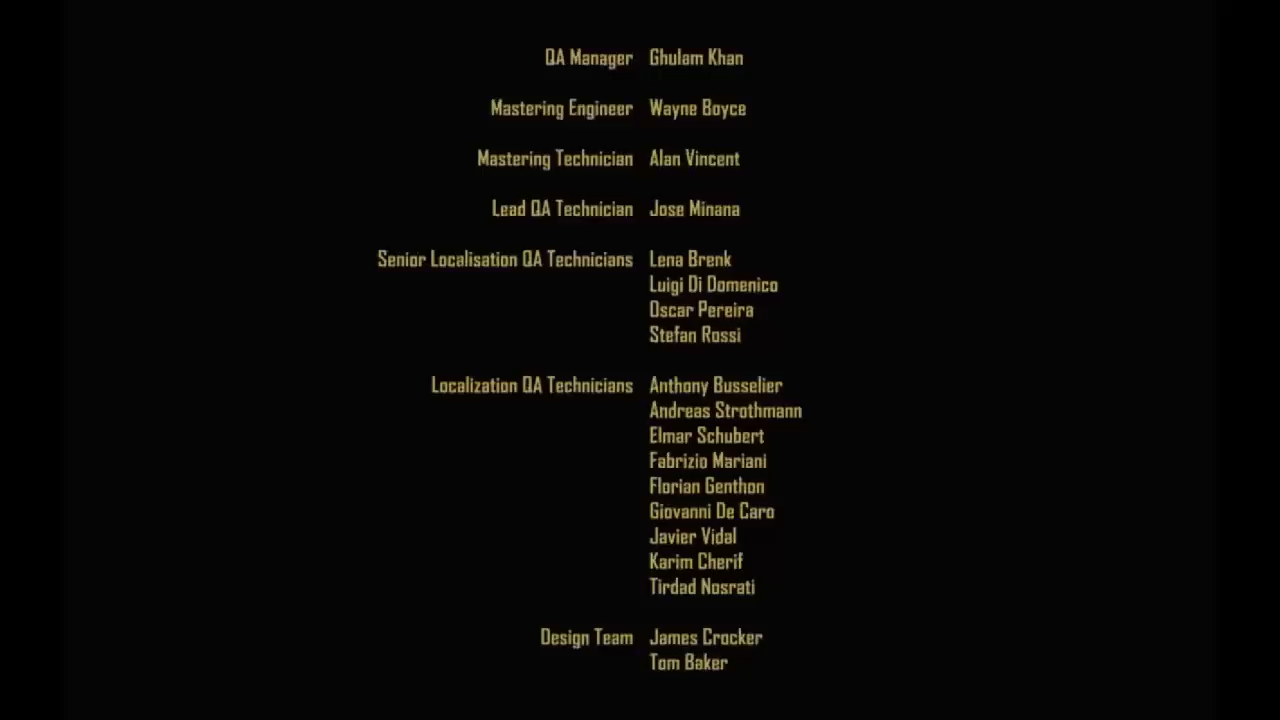 QA Manager Ghulam Khan
Mastering Engineer Wayne Boyce
Mastering Technician Alan Vincent
Lead QA Technician Jose Minana
Senior Localisation QA Technicians Lena Brenk
Luigi Di Domenico
Oscar Pereira
Stefan Rossi
Localization QA Technicians Anthony Busselier
Andreas Strothmann
Elmar Schubert
Fabrizio Mariani
Florian Genthon
Giovanni De Caro
Javier Vidal
Karim Cherif
Tirdad Nosrati
Design Team James Crocker
Tom Baker